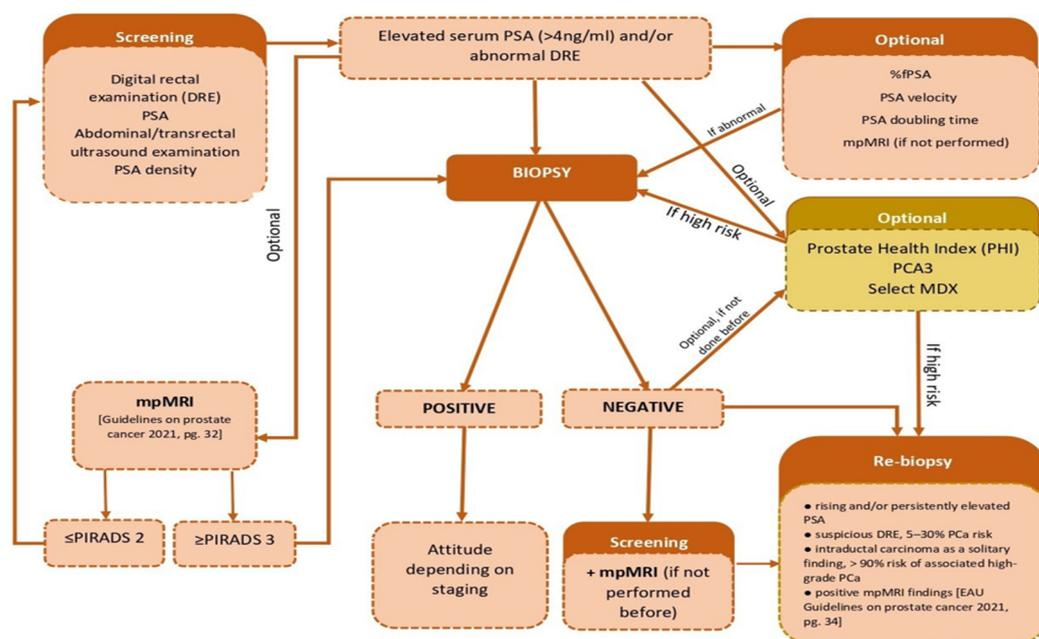 Screening
Digital rectal
examination (DRE)
PSA
Abdominal/transrectal
ultrasound examination
PSA density
Elevated serum PSA (>4ng/ml) and/or
abnormal DRE
Optional
%fPSA
PSA velocity
PSA doubling time
mpMRI (if not performed)
If abnormal
BIOPSY
Optional
If high risk
Optional
Optional
Prostate Health Index (PHI)
PCA3
Select MDX
Optional, if not
done before
If high risk
mpMRI
[Guidelines on prostate
cancer 2021, pg. 32]
≤PIRADS 2
≥PIRADS 3
POSITIVE
NEGATIVE
Attitude
depending on
staging
Screening
+ mpMRI (if not
performed
before)
Re-biopsy
● rising and/or persistently elevated
PSA
● suspicious DRE, 5–30% PCa risk
● intraductal carcinoma as a solitary
finding, > 90% risk of associated high-
grade PCa
● positive mpMRI findings [EAU
Guidelines on prostate cancer 2021,
pg. 34]